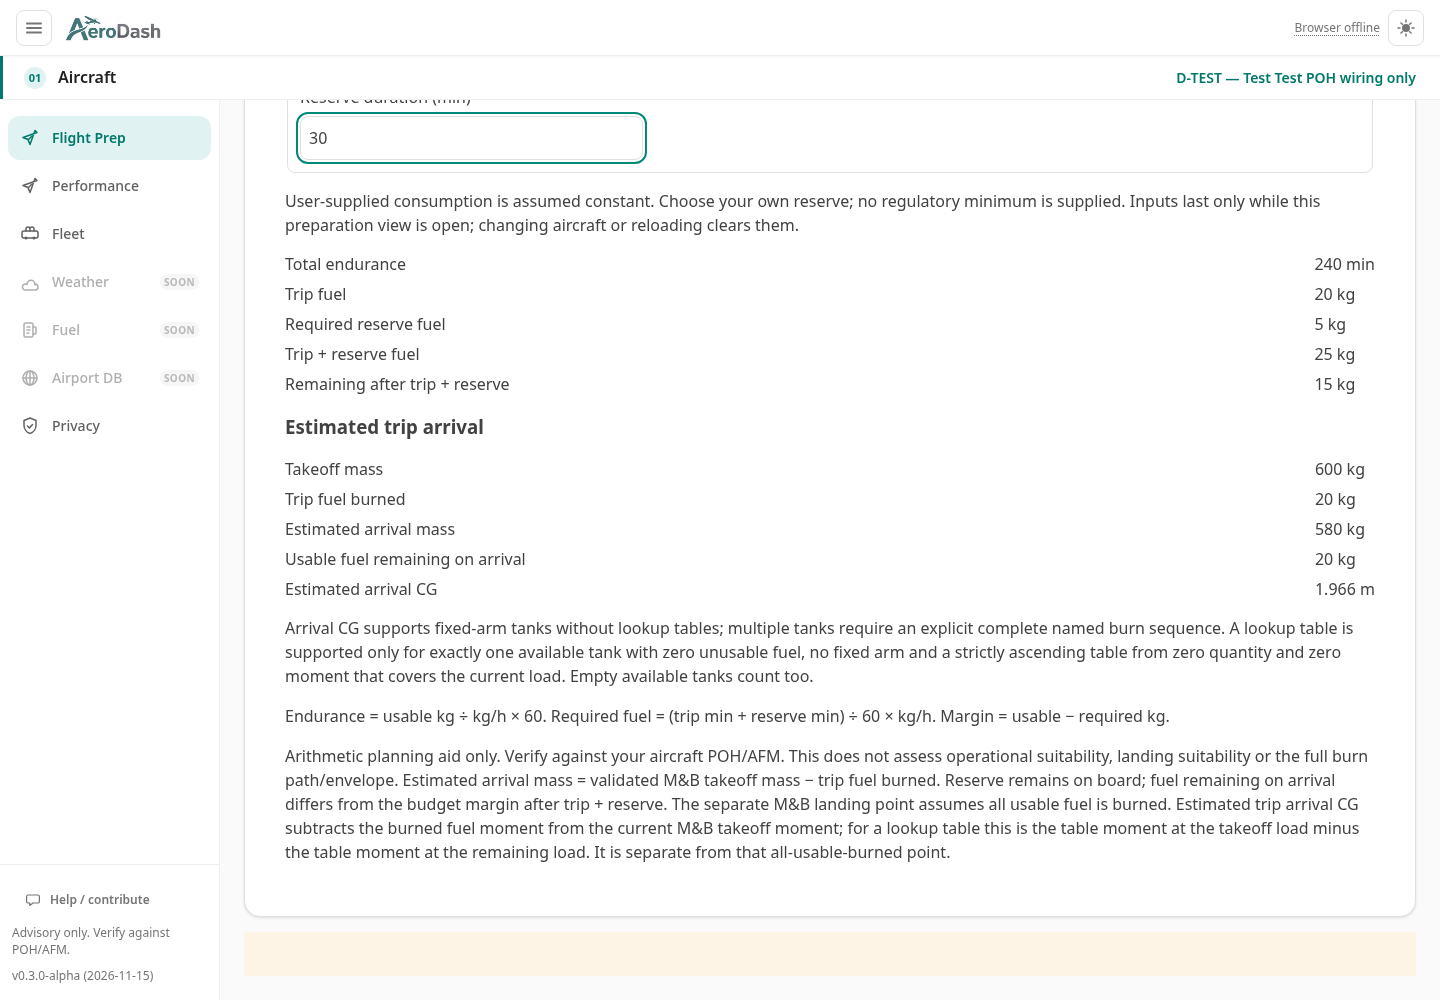 AeroDash
Browser offline
01 Aircraft
D-TEST — Test Test POH wiring only
Flight Prep
Performance
Fleet
Weather SOON
Fuel SOON
Airport DB SOON
Privacy
Help / contribute
Advisory only. Verify against
POH/AFM.
v0.3.0-alpha (2026-11-15)
Reserve duration (min)
30
User-supplied consumption is assumed constant. Choose your own reserve; no regulatory minimum is supplied. Inputs last only while this
preparation view is open; changing aircraft or reloading clears them.
Total endurance 240 min
Trip fuel 20 kg
Required reserve fuel 5 kg
Trip + reserve fuel 25 kg
Remaining after trip + reserve 15 kg
Estimated trip arrival
Takeoff mass 600 kg
Trip fuel burned 20 kg
Estimated arrival mass 580 kg
Usable fuel remaining on arrival 20 kg
Estimated arrival CG 1.966 m
Arrival CG supports fixed-arm tanks without lookup tables; multiple tanks require an explicit complete named burn sequence. A lookup table is
supported only for exactly one available tank with zero unusable fuel, no fixed arm and a strictly ascending table from zero quantity and zero
moment that covers the current load. Empty available tanks count too.
Endurance = usable kg ÷ kg/h × 60. Required fuel = (trip min + reserve min) ÷ 60 × kg/h. Margin = usable − required kg.
Arithmetic planning aid only. Verify against your aircraft POH/AFM. This does not assess operational suitability, landing suitability or the full burn
path/envelope. Estimated arrival mass = validated M&B takeoff mass − trip fuel burned. Reserve remains on board; fuel remaining on arrival
differs from the budget margin after trip + reserve. The separate M&B landing point assumes all usable fuel is burned. Estimated trip arrival CG
subtracts the burned fuel moment from the current M&B takeoff moment; for a lookup table this is the table moment at the takeoff load minus
the table moment at the remaining load. It is separate from that all-usable-burned point.